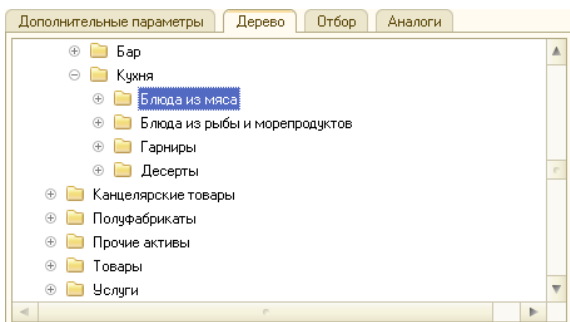 Дополнительные параметры Дерево Отбор Аналоги
Бар
Кухня
Блюда из мяса
Блюда из рыбы и морепродуктов
Гарниры
Десерты
Канцелярские товары
Полуфабрикаты
Прочие активы
Товары
Услуги